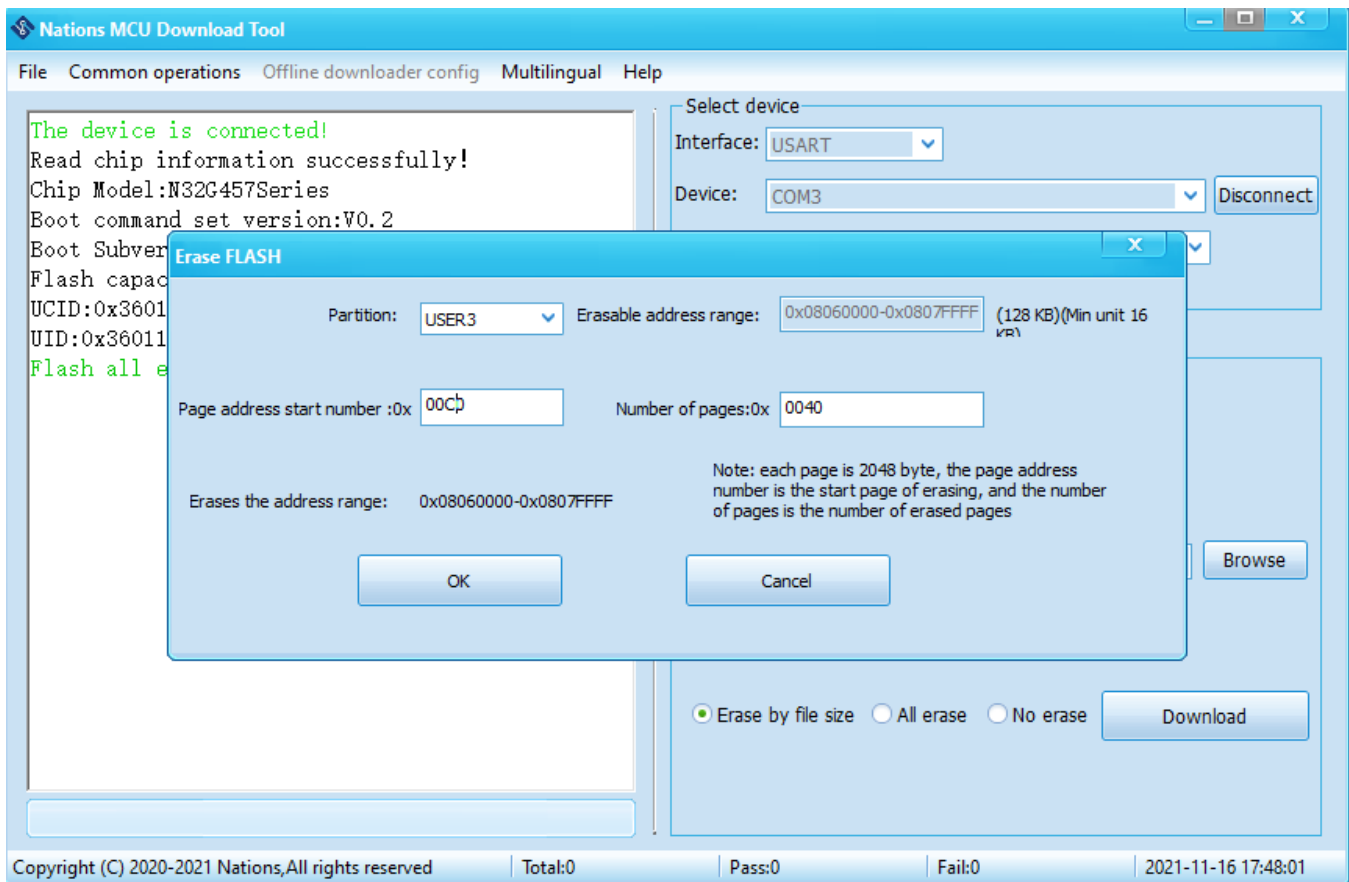 Nations MCU Download Tool
File Common operations Offline downloader config Multilingual Help
The device is connected!
Read chip information successfully!
Chip Model:N32G457Series
Boot command set version:V0.2
Boot Subver
Flash capac
UCID:0x3601
UID:0x36011
Flash all e
Select device
Interface: USART
Device: COM3 Disconnect
Erase FLASH
Partition: USER3 Erasable address range: 0x08060000-0x0807FFFF (128 KB)(Min unit 16
KB)
Page address start number :0x 00C0 Number of pages:0x 0040
Note: each page is 2048 byte, the page address
number is the start page of erasing, and the number
of pages is the number of erased pages
Erases the address range: 0x08060000-0x0807FFFF
OK Cancel
Browse
Erase by file size All erase No erase Download
Copyright (C) 2020-2021 Nations,All rights reserved Total:0 Pass:0 Fail:0 2021-11-16 17:48:01